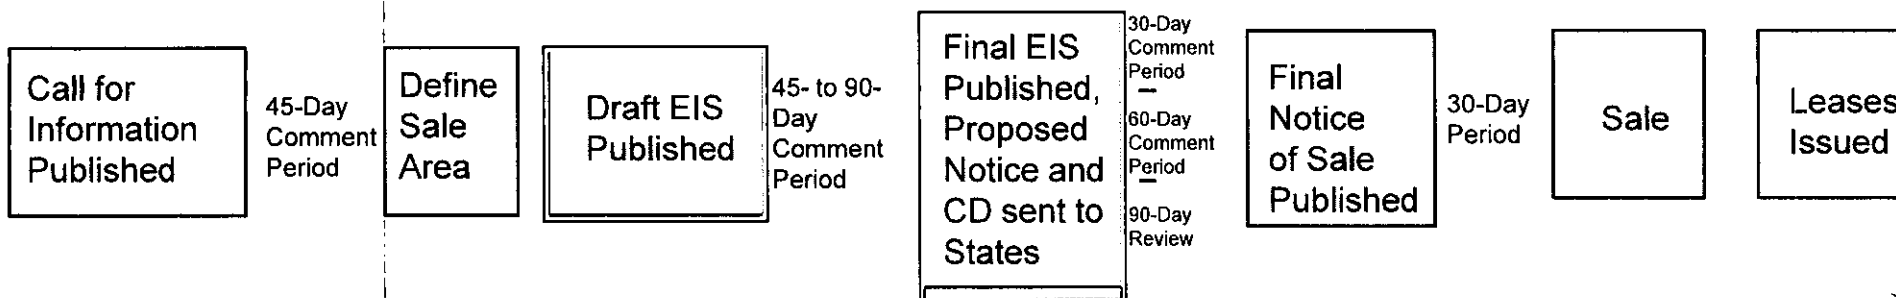 Call for
Information
Published
45-Day
Comment
Period
Define
Sale
Area
Draft EIS
Published
45- to 90-
Day
Comment
Period
Final EIS
Published,
Proposed
Notice and
CD sent to
States
30-Day
Comment
Period
60-Day
Comment
Period
90-Day
Review
Final
Notice
of Sale
Published
30-Day
Period
Sale
Leases
Issued